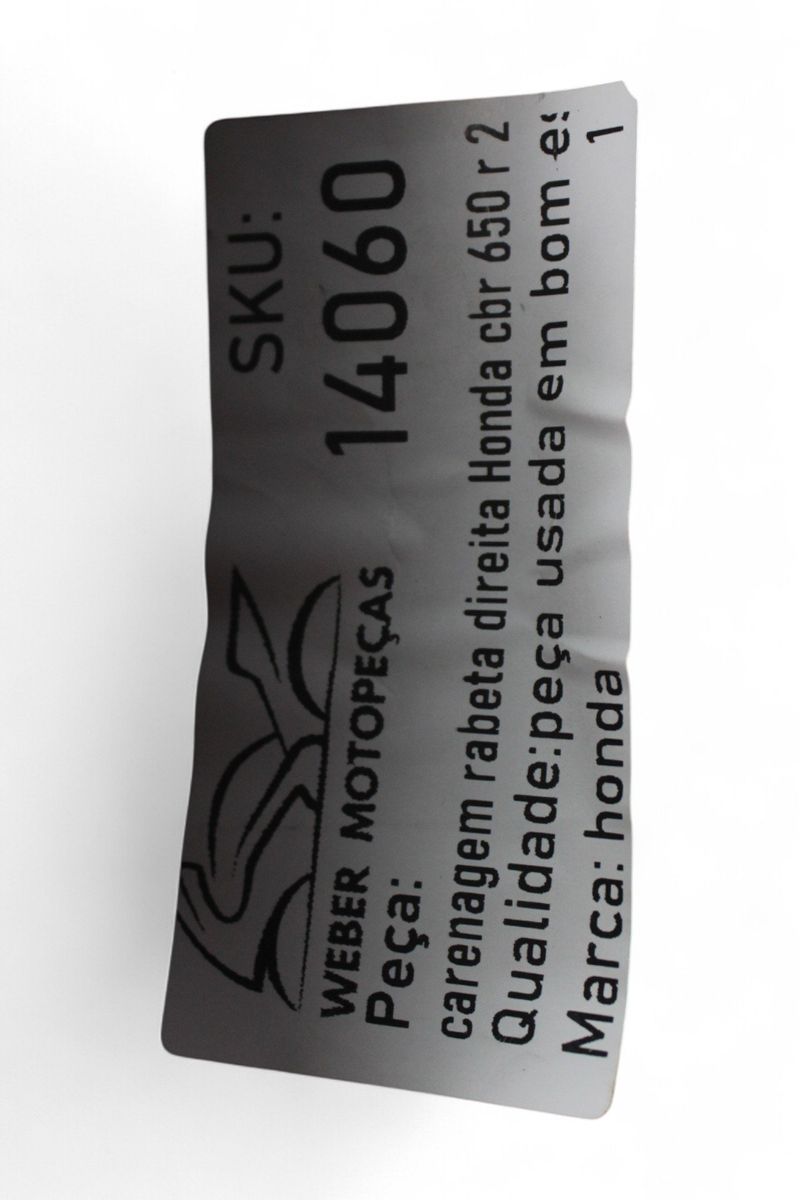 SKU:
14060
WEBER MOTOPEÇAS
Peça:
carenagem rabeta direita Honda cbr 650 r 2
Qualidade:peça usada em bom es
Marca: honda 1